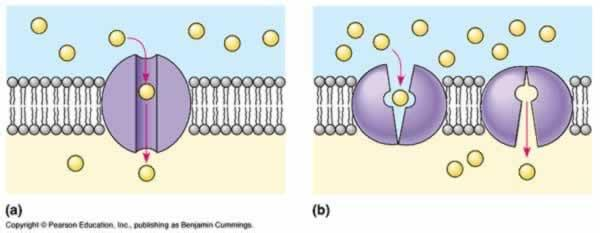 (a)
(b)
Copyright © Pearson Education, Inc., publishing as Benjamin Cummings.